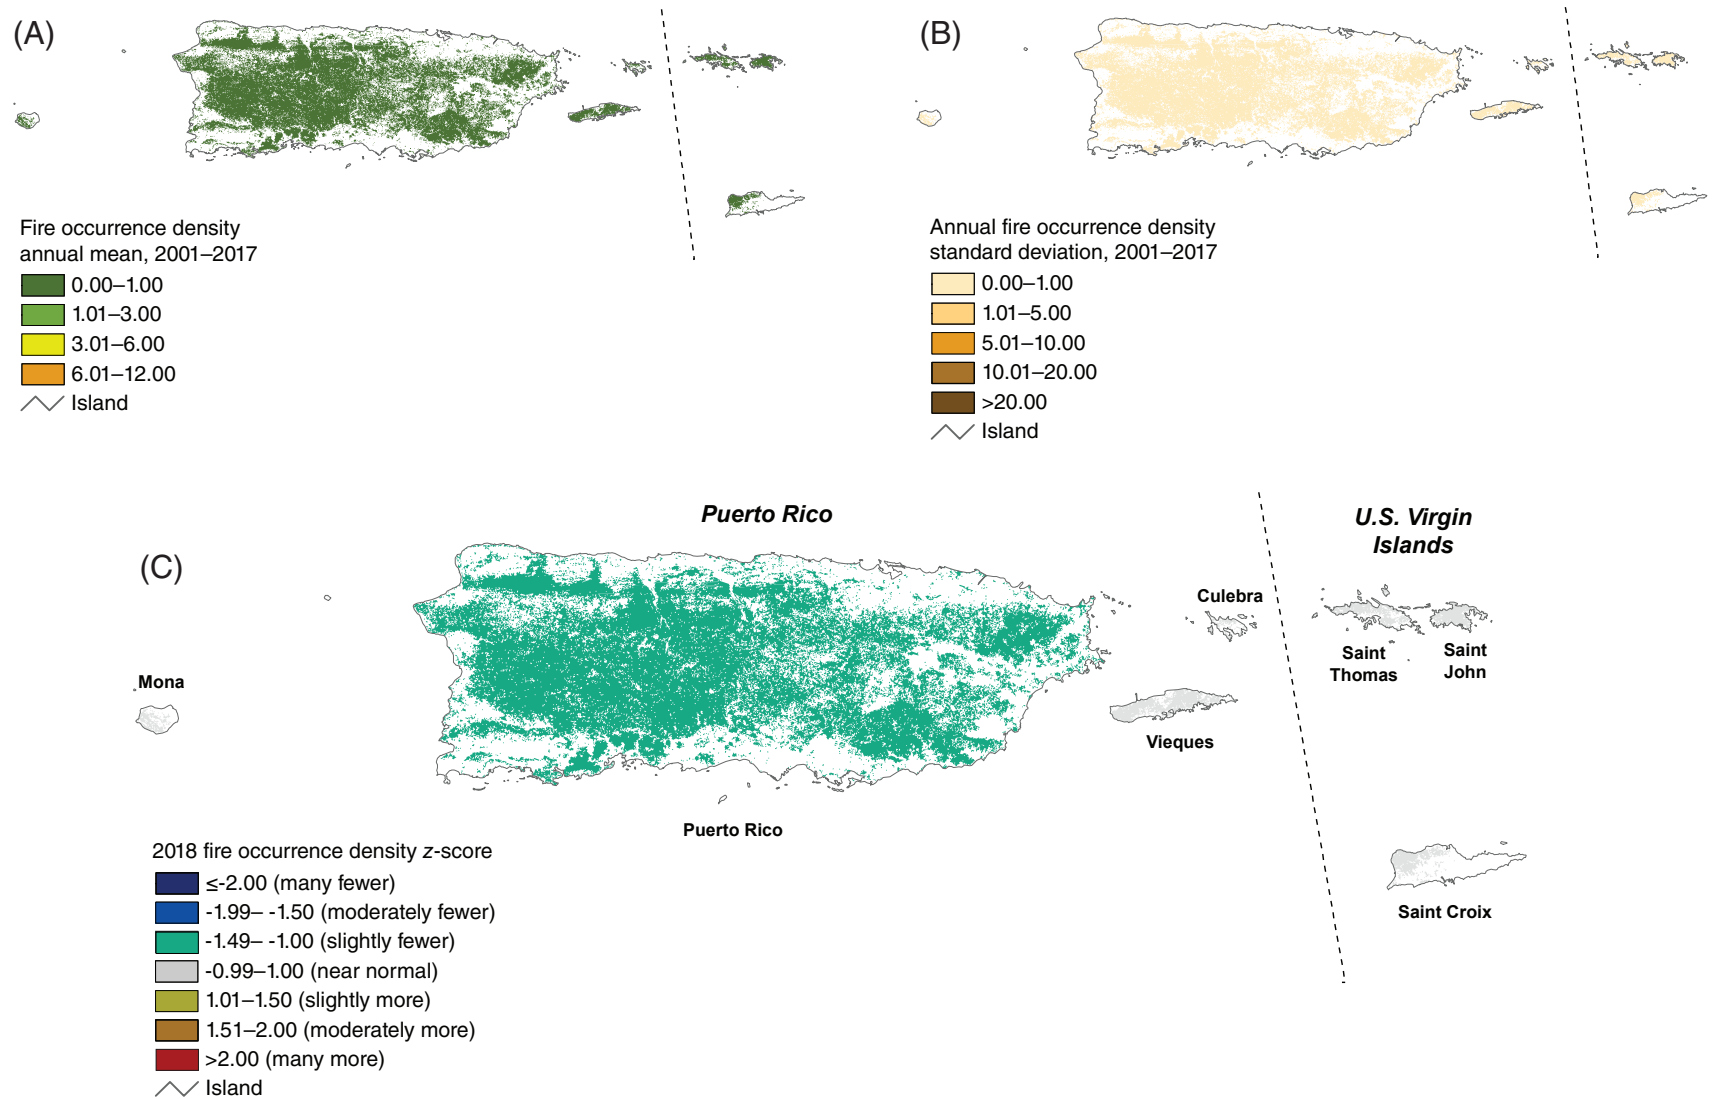 (A)
Fire occurrence density
annual mean, 2001–2017
0.00–1.00
1.01–3.00
3.01–6.00
6.01–12.00
Island
(B)
Annual fire occurrence density
standard deviation, 2001–2017
0.00–1.00
1.01–5.00
5.01–10.00
10.01–20.00
>20.00
Island
(C)
Puerto Rico
U.S. Virgin
Islands
Culebra
Saint
Thomas
Saint
John
Mona
Vieques
Puerto Rico
Saint Croix
2018 fire occurrence density z-score
≤-2.00 (many fewer)
-1.99– -1.50 (moderately fewer)
-1.49– -1.00 (slightly fewer)
-0.99–1.00 (near normal)
1.01–1.50 (slightly more)
1.51–2.00 (moderately more)
>2.00 (many more)
Island